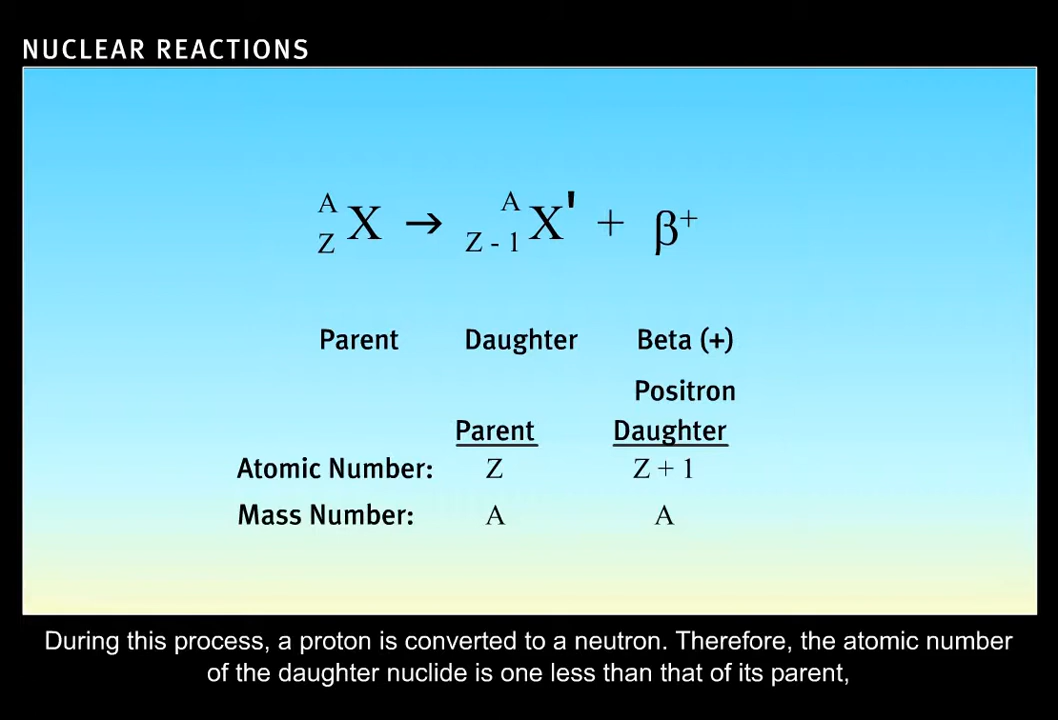 NUCLEAR REACTIONS
A
Z X → A
Z - 1 X' + β+
Parent Daughter Beta (+)
Positron
Parent Daughter
Atomic Number: Z Z + 1
Mass Number: A A
During this process, a proton is converted to a neutron. Therefore, the atomic number
of the daughter nuclide is one less than that of its parent,